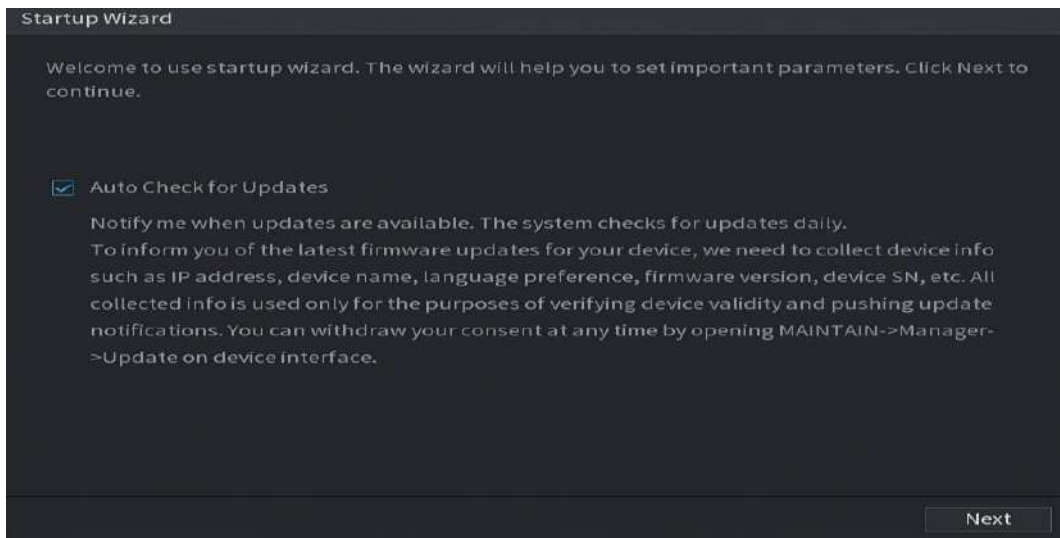 Startup Wizard
Welcome to use startup wizard. The wizard will help you to set important parameters. Click Next to
continue.
Auto Check for Updates
Notify me when updates are available. The system checks for updates daily.
To inform you of the latest firmware updates for your device, we need to collect device info
such as IP address, device name, language preference, firmware version, device SN, etc. All
collected info is used only for the purposes of verifying device validity and pushing update
notifications. You can withdraw your consent at any time by opening MAINTAIN->Manager-
>Update on device interface.
Next